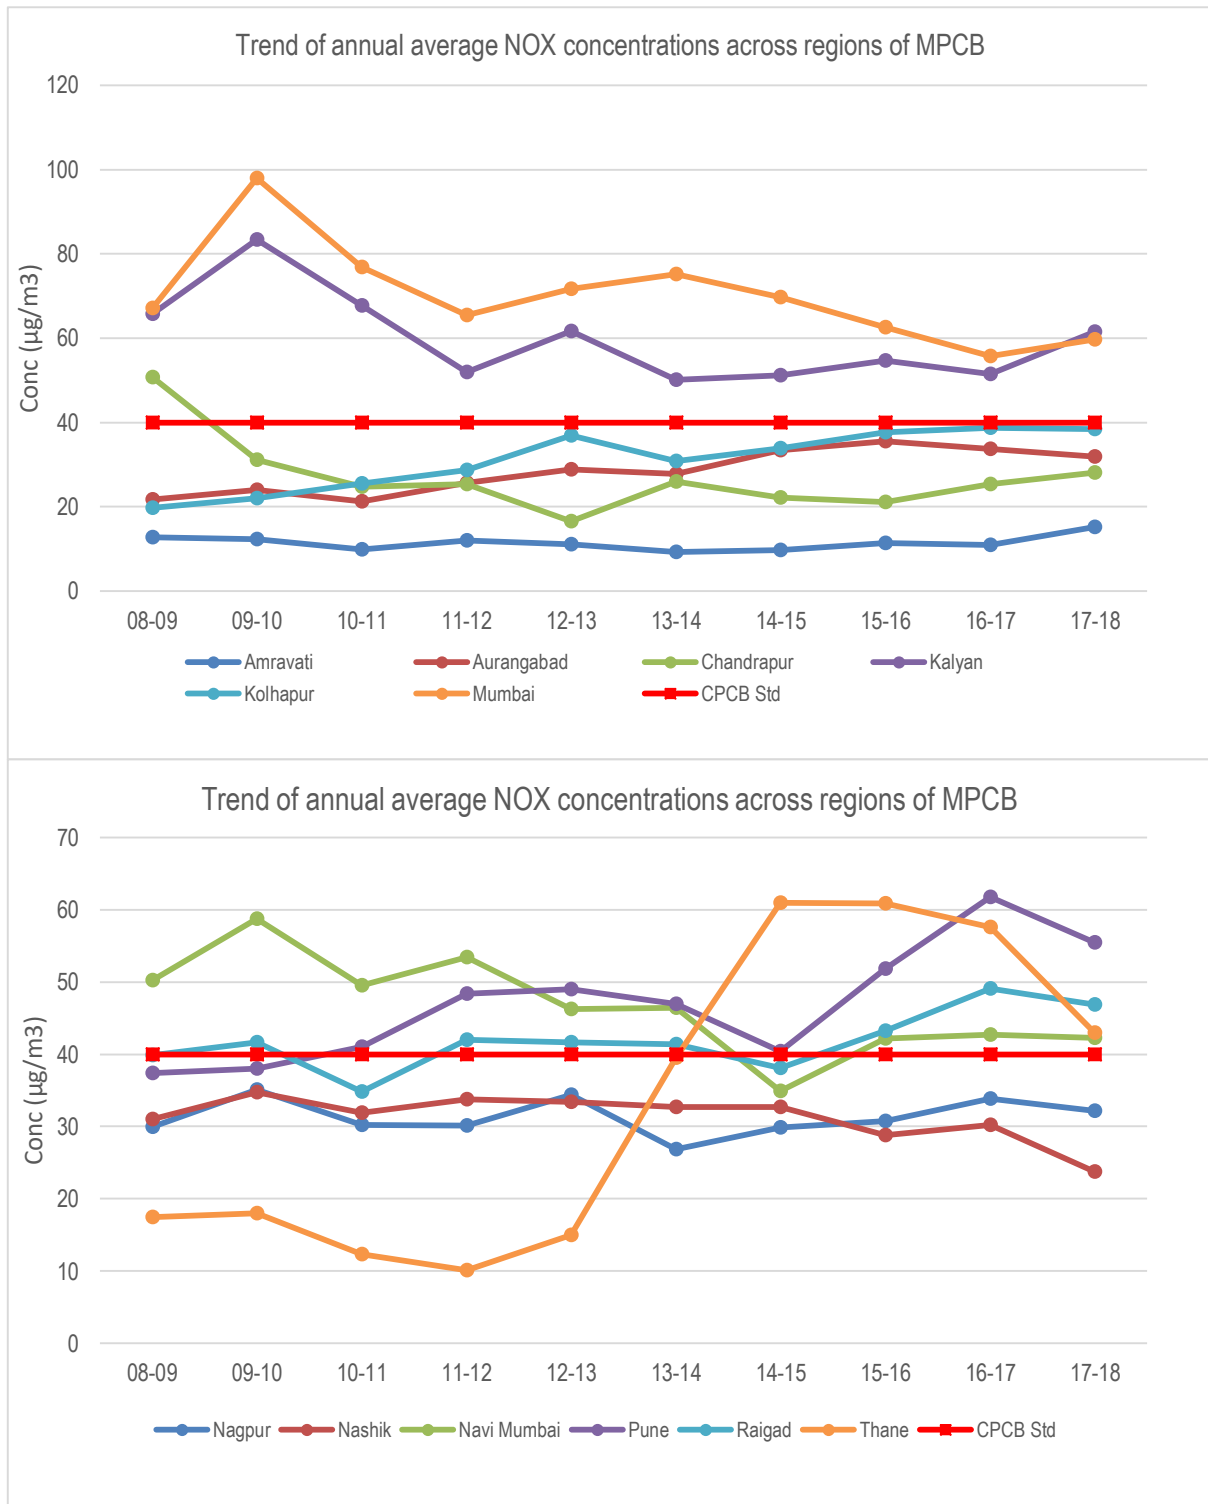 Trend of annual average NOX concentrations across regions of MPCB
120
100
80
60
40
20
0
Conc (µg/m3)
08-09 09-10 10-11 11-12 12-13 13-14 14-15 15-16 16-17 17-18
Amravati Aurangabad Chandrapur Kalyan
Kolhapur Mumbai CPCB Std
Trend of annual average NOX concentrations across regions of MPCB
70
60
50
40
30
20
10
0
Conc (µg/m3)
08-09 09-10 10-11 11-12 12-13 13-14 14-15 15-16 16-17 17-18
Nagpur Nashik Navi Mumbai Pune Raigad Thane CPCB Std